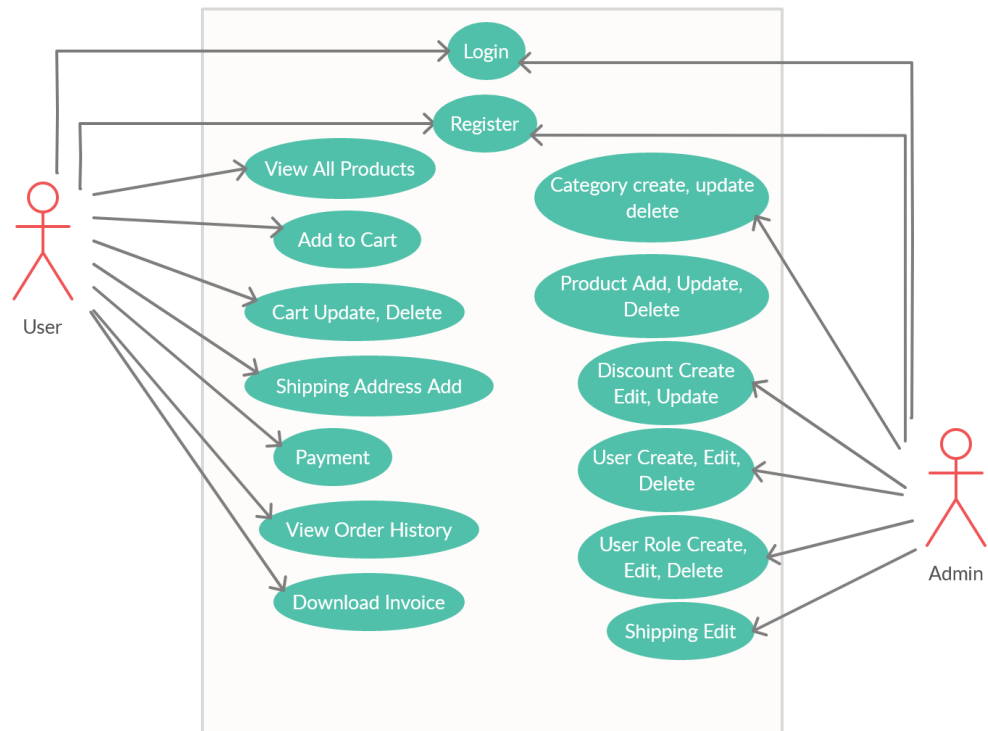 Login
Register
View All Products
Add to Cart
Cart Update, Delete
Shipping Address Add
Payment
View Order History
Download Invoice
Category create, update
delete
Product Add, Update,
Delete
Discount Create
Edit, Update
User Create, Edit,
Delete
User Role Create,
Edit, Delete
Shipping Edit
User
Admin